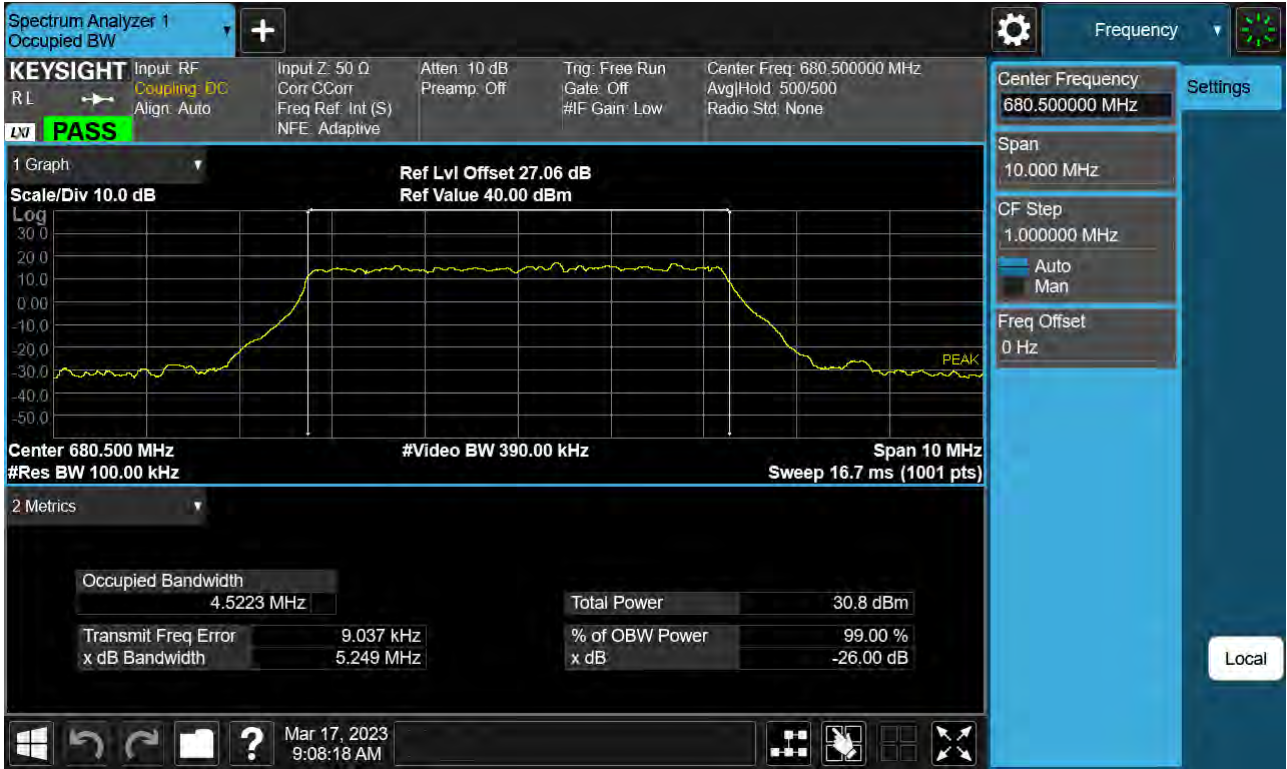 Spectrum Analyzer 1
Occupied BW
Frequency
KEYSIGHT
RL
LXI
PASS
Input: RF
Coupling: DC
Align: Auto
Input Z: 50 Ω
Corr CCorr
Freq Ref: Int (S)
NFE: Adaptive
Atten: 10 dB
Preamp: Off
Trig: Free Run
Gate: Off
#IF Gain: Low
Center Freq: 680.500000 MHz
Avg|Hold: 500/500
Radio Std: None
Center Frequency
680.500000 MHz
Settings
Span
10.000 MHz
CF Step
1.000000 MHz
Auto
Man
Freq Offset
0 Hz
Local
1 Graph
Ref Lvl Offset 27.06 dB
Scale/Div 10.0 dB
Ref Value 40.00 dBm
Log
30.0
20.0
10.0
0.00
-10.0
-20.0
-30.0
-40.0
-50.0
PEAK
Center 680.500 MHz
#Video BW 390.00 kHz
Span 10 MHz
#Res BW 100.00 kHz
Sweep 16.7 ms (1001 pts)
2 Metrics
Occupied Bandwidth
4.5223 MHz
Total Power 30.8 dBm
Transmit Freq Error 9.037 kHz
% of OBW Power 99.00 %
x dB Bandwidth 5.249 MHz
x dB -26.00 dB
?
Mar 17, 2023
9:08:18 AM